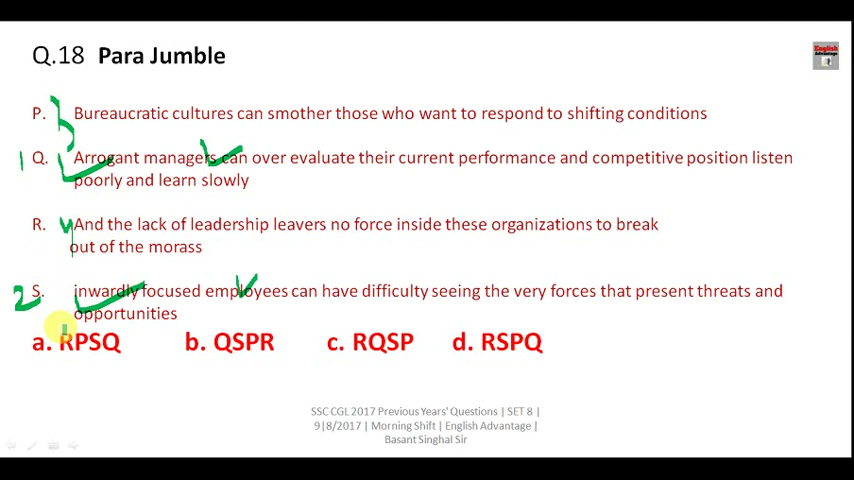 Q.18 Para Jumble
English
Advantage
P. Bureaucratic cultures can smother those who want to respond to shifting conditions
1 Q. Arrogant managers can over evaluate their current performance and competitive position listen
poorly and learn slowly
R. And the lack of leadership leavers no force inside these organizations to break
out of the morass
2 S. inwardly focused employees can have difficulty seeing the very forces that present threats and
opportunities
a. RPSQ b. QSPR c. RQSP d. RSPQ
SSC CGL 2017 Previous Years' Questions | SET 8 |
9|8/2017 | Morning Shift | English Advantage |
Basant Singhal Sir